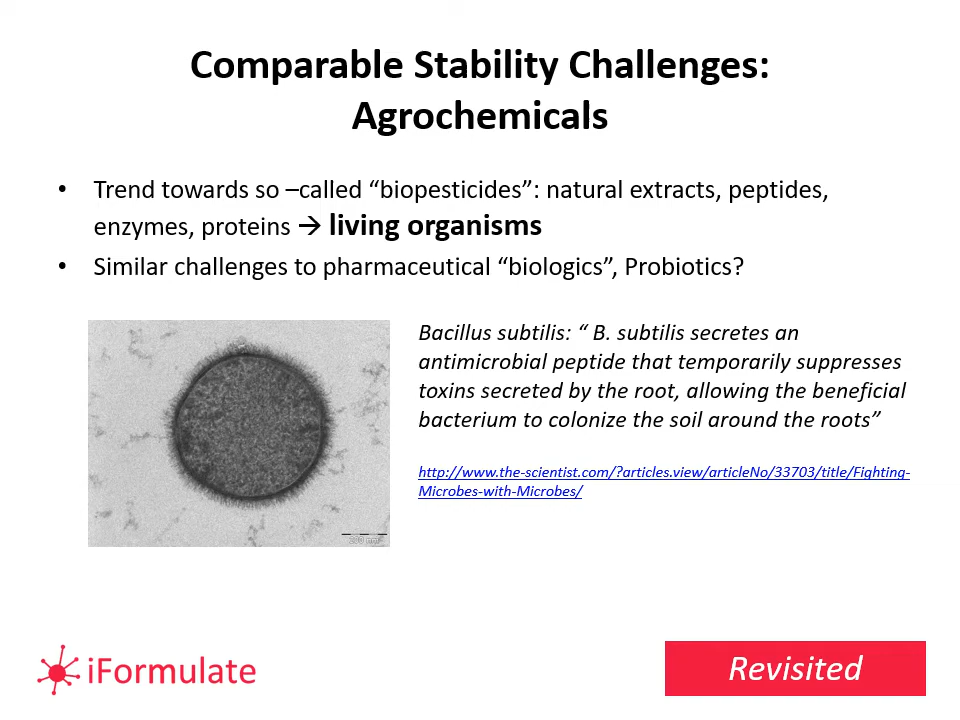 Comparable Stability Challenges:
Agrochemicals
• Trend towards so –called “biopesticides”: natural extracts, peptides,
enzymes, proteins → living organisms
• Similar challenges to pharmaceutical “biologics”, Probiotics?
Bacillus subtilis: “ B. subtilis secretes an
antimicrobial peptide that temporarily suppresses
toxins secreted by the root, allowing the beneficial
bacterium to colonize the soil around the roots”
http://www.the-scientist.com/?articles.view/articleNo/33703/title/Fighting-
Microbes-with-Microbes/
iFormulate
Revisited